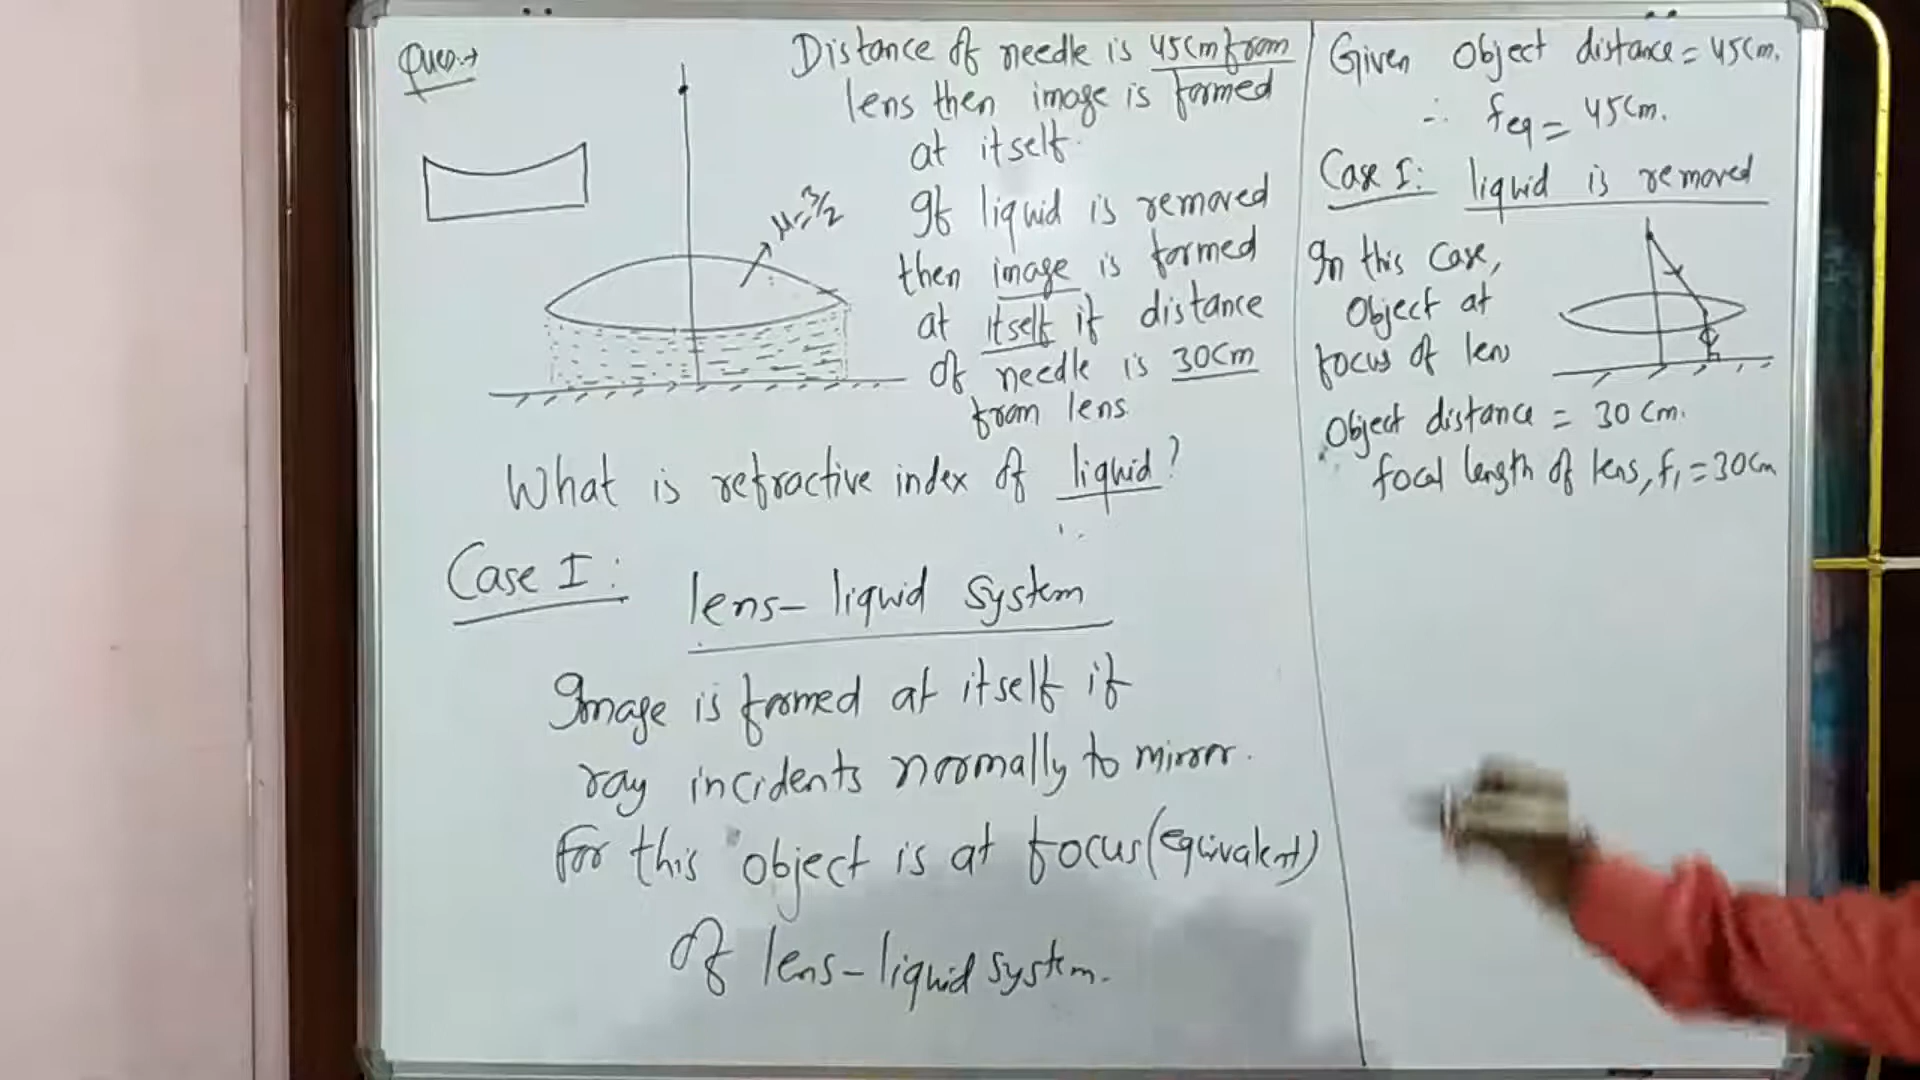 Ques.→
Distance of needle is 45cm from
lens then image is formed
at itself.
If liquid is removed
then image is formed
at itself if distance
of needle is 30cm
from lens
μ=3/2
What is refractive index of liquid?
Case I:
lens-liquid system
Image is formed at itself if
ray incidents normally to mirror.
For this object is at focus (equivalent)
of lens-liquid system.
Given object distance = 45cm.
∴ feq = 45cm.
Case I: liquid is removed
In this case,
object at
focus of lens
Object distance = 30cm.
focal length of lens, f₁ = 30cm